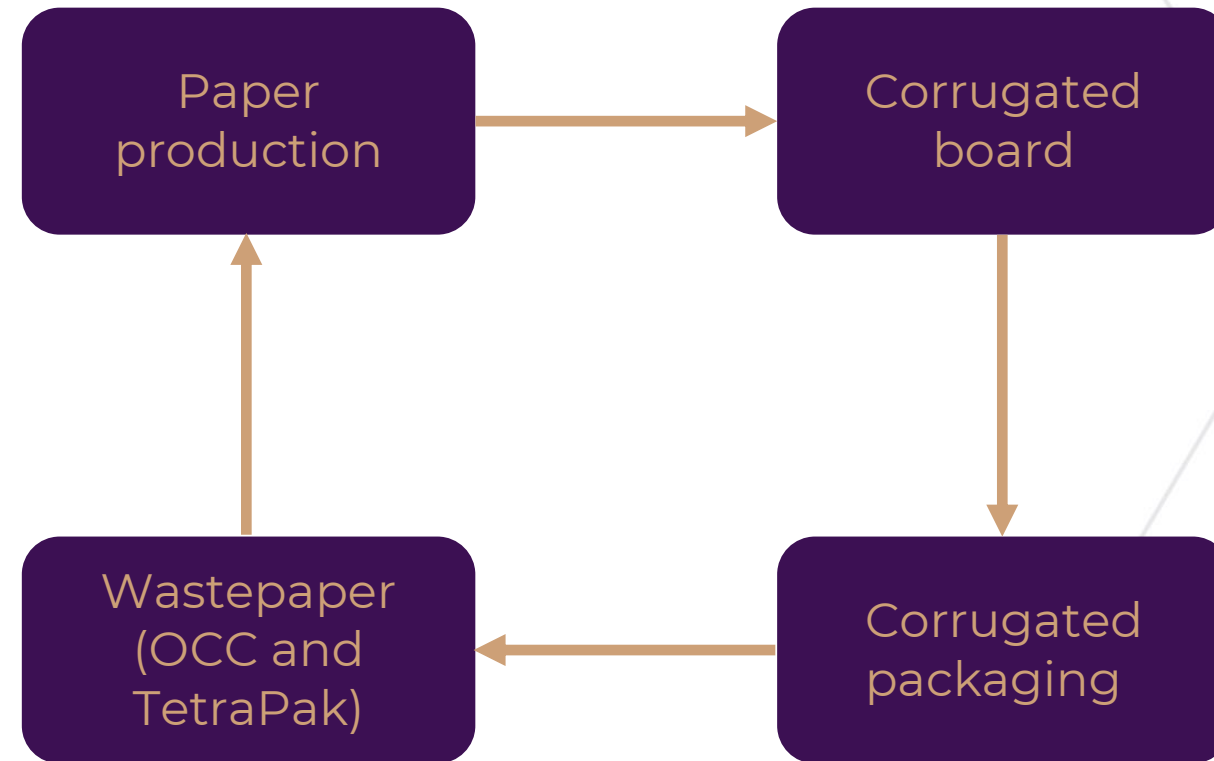 Paper
production
Corrugated
board
Wastepaper
(OCC and
TetraPak)
Corrugated
packaging